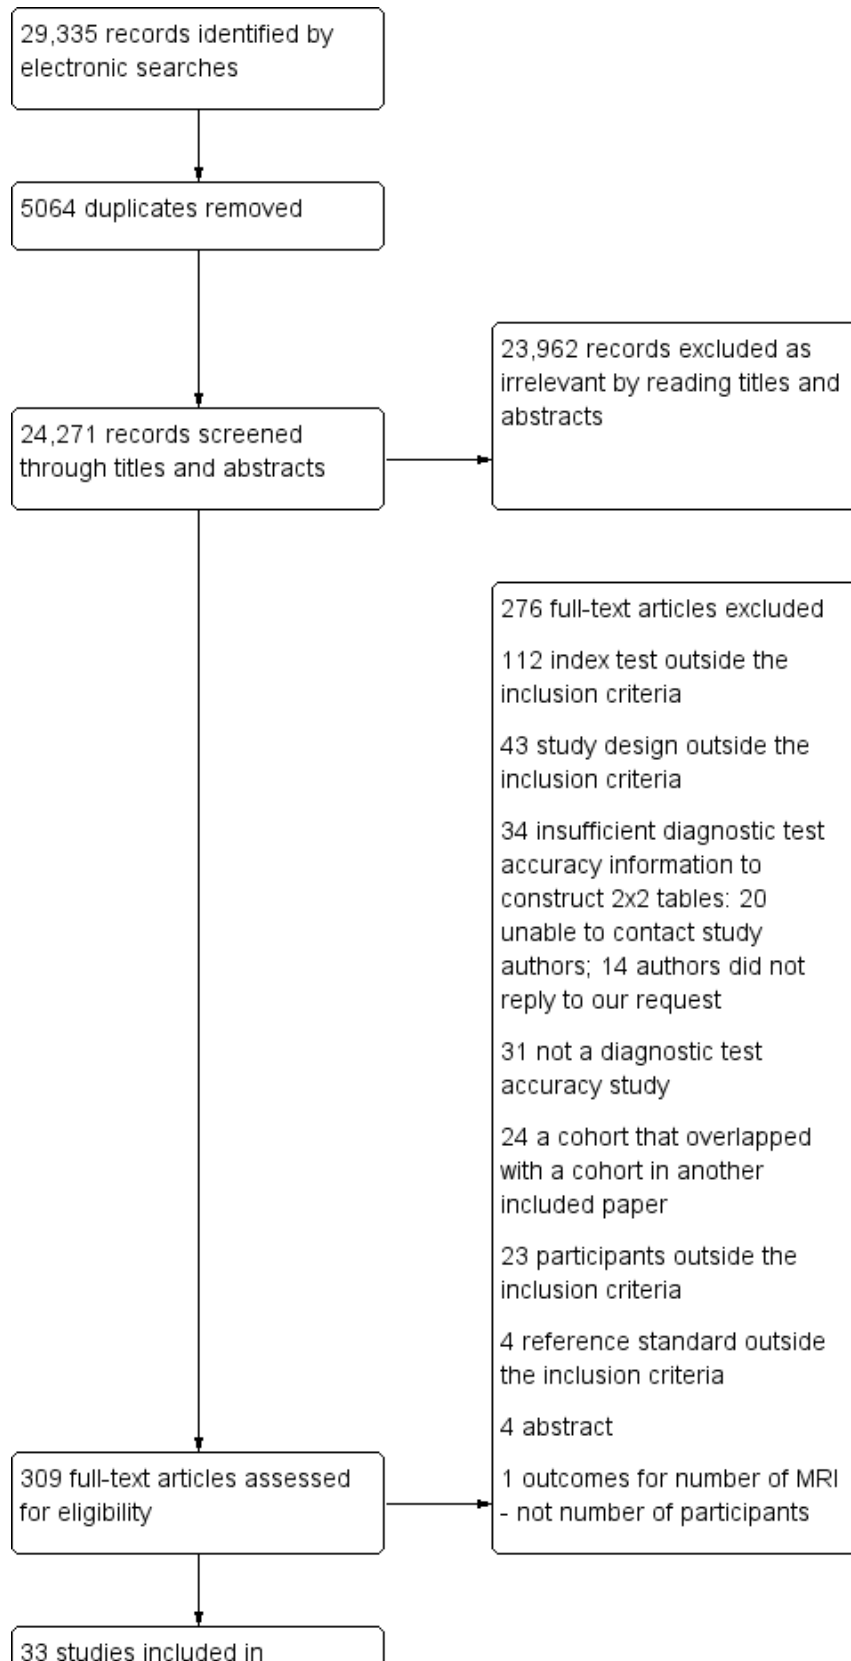 29,335 records identified by
electronic searches
5064 duplicates removed
23,962 records excluded as
irrelevant by reading titles and
abstracts
24,271 records screened
through titles and abstracts
276 full-text articles excluded
112 index test outside the
inclusion criteria
43 study design outside the
inclusion criteria
34 insufficient diagnostic test
accuracy information to
construct 2x2 tables: 20
unable to contact study
authors; 14 authors did not
reply to our request
31 not a diagnostic test
accuracy study
24 a cohort that overlapped
with a cohort in another
included paper
23 participants outside the
inclusion criteria
4 reference standard outside
the inclusion criteria
4 abstract
1 outcomes for number of MRI
- not number of participants
309 full-text articles assessed
for eligibility
33 studies included in